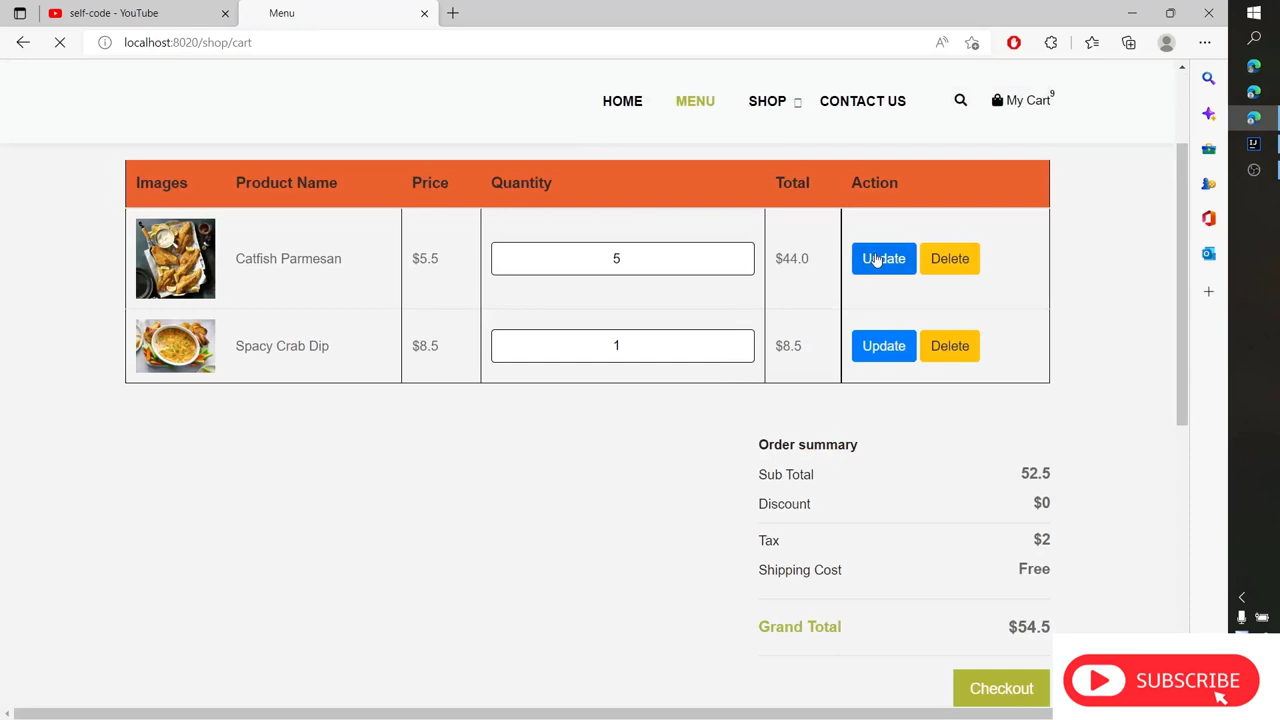 self-code - YouTube
Menu
localhost:8020/shop/cart
HOME MENU SHOP CONTACT US My Cart 9
Images Product Name Price Quantity Total Action
Catfish Parmesan $5.5 5 $44.0 Update Delete
Spacy Crab Dip $8.5 1 $8.5 Update Delete
Order summary
Sub Total 52.5
Discount $0
Tax $2
Shipping Cost Free
Grand Total $54.5
Checkout
SUBSCRIBE